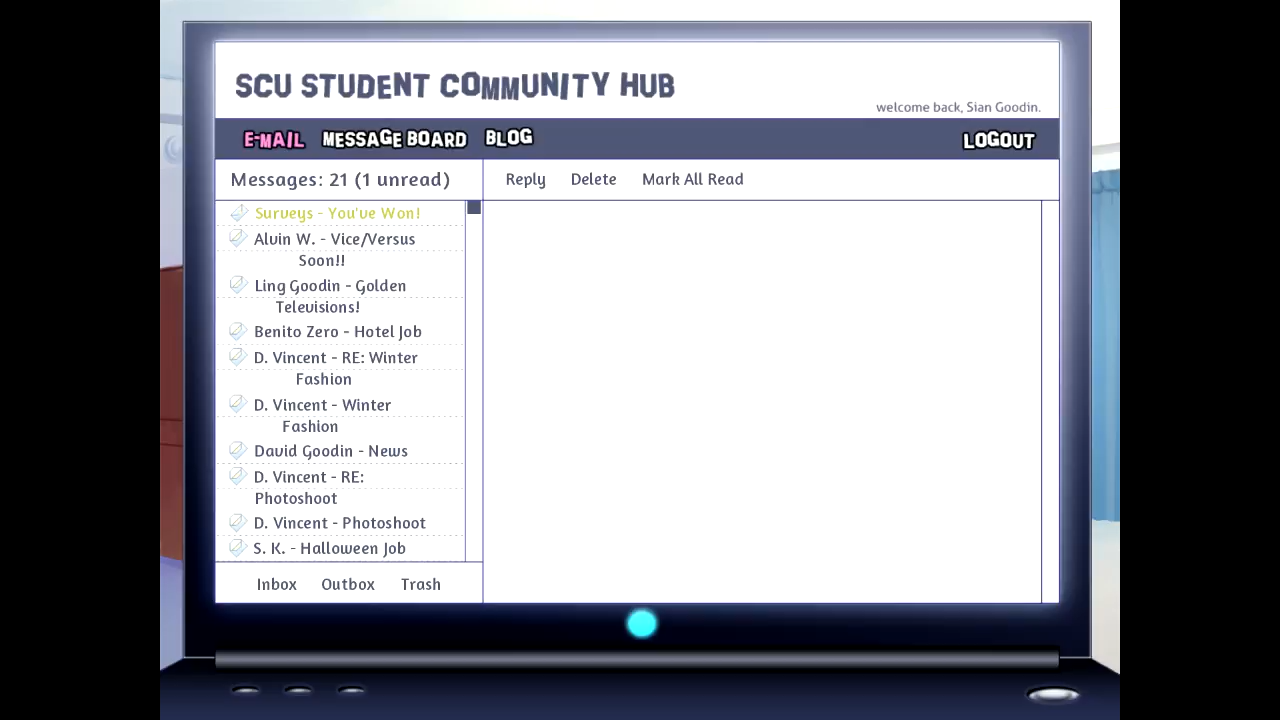 SCU STUDENT COMMUNITY HUB
welcome back, Sian Goodin.
E-MAIL MESSAGE BOARD BLOG LOGOUT
Messages: 21 (1 unread)
Reply Delete Mark All Read
Surveys - You've Won!
Alvin W. - Vice/Versus
Soon!!
Ling Goodin - Golden
Televisions!
Benito Zero - Hotel Job
D. Vincent - RE: Winter
Fashion
D. Vincent - Winter
Fashion
David Goodin - News
D. Vincent - RE:
Photoshoot
D. Vincent - Photoshoot
S. K. - Halloween Job
Inbox Outbox Trash